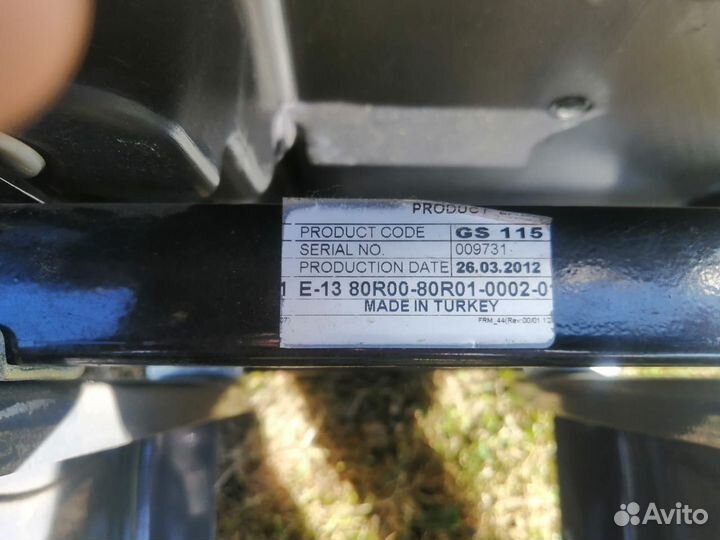 PRODUCT
PRODUCT CODE GS 115
SERIAL NO. 009731
PRODUCTION DATE 26.03.2012
E-13 80R00-80R01-0002-0
MADE IN TURKEY
Avito